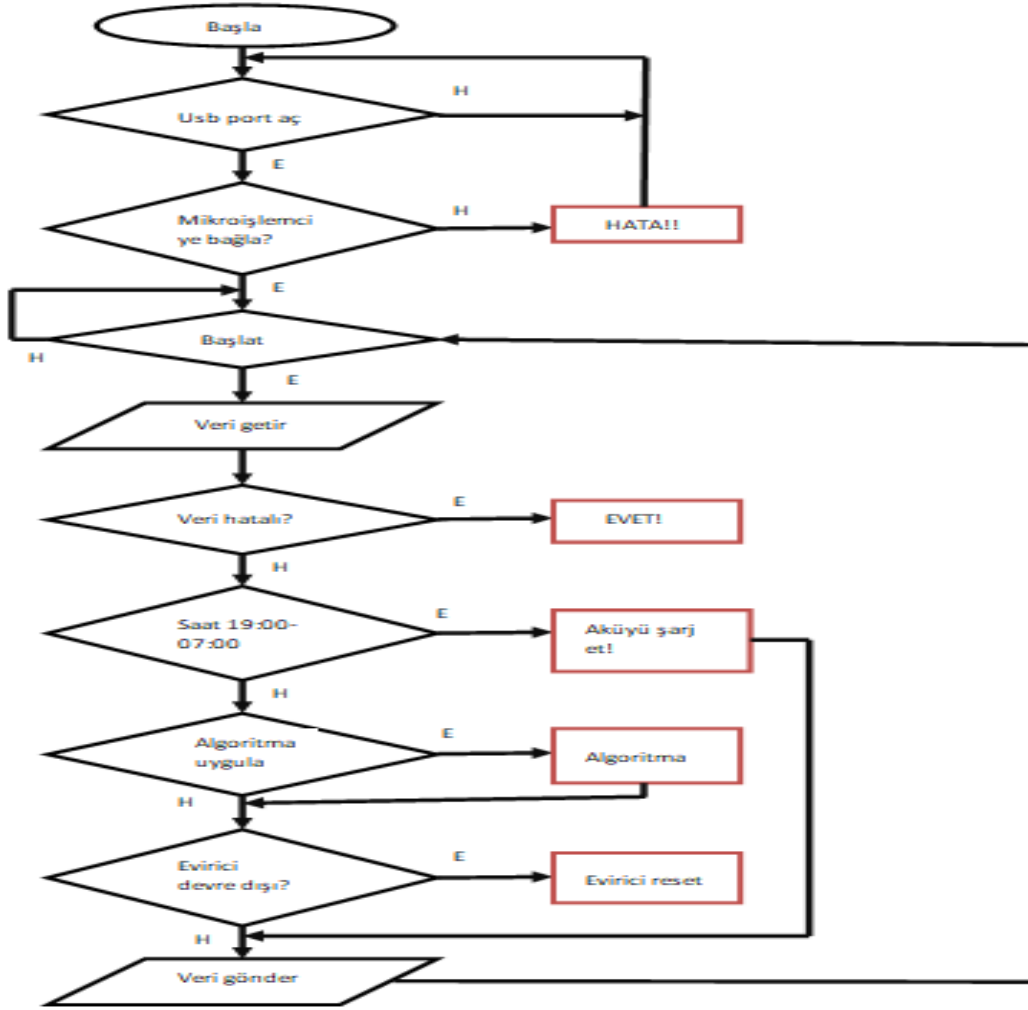 Başla
H
Usb port aç
E
Mikroişlemci
ye bağla?
H
HATA!!
E
Başlat
H
E
Veri getir
Veri hatalı?
E
EVET!
H
Saat 19:00-
07:00
E
Aküyü şarj
et!
H
Algoritma
uygula
E
Algoritma
H
Evirici
devre dışı?
E
Evirici reset
H
Veri gönder